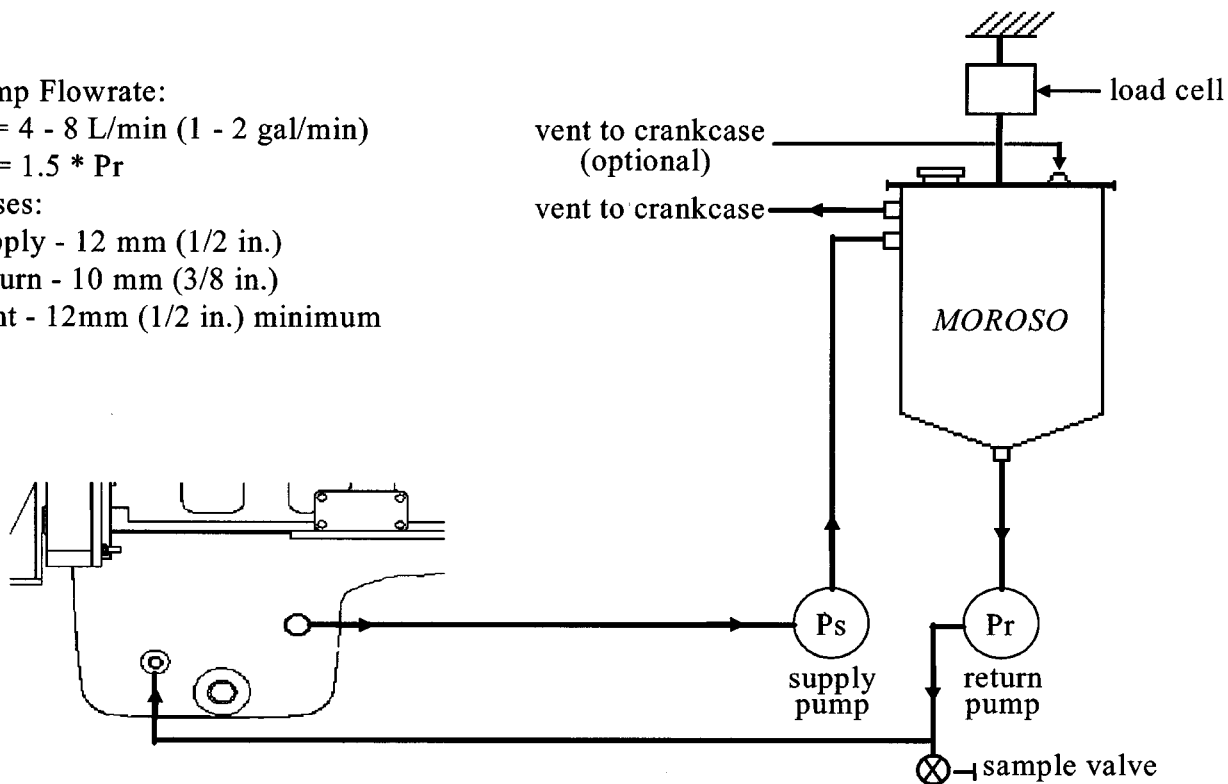 mp Flowrate:
= 4 - 8 L/min (1 - 2 gal/min)
= 1.5 * Pr
ses:
pply - 12 mm (1/2 in.)
turn - 10 mm (3/8 in.)
nt - 12mm (1/2 in.) minimum
load cell
vent to crankcase
(optional)
vent to crankcase
MOROSO
Ps
Pr
supply
pump
return
pump
sample valve